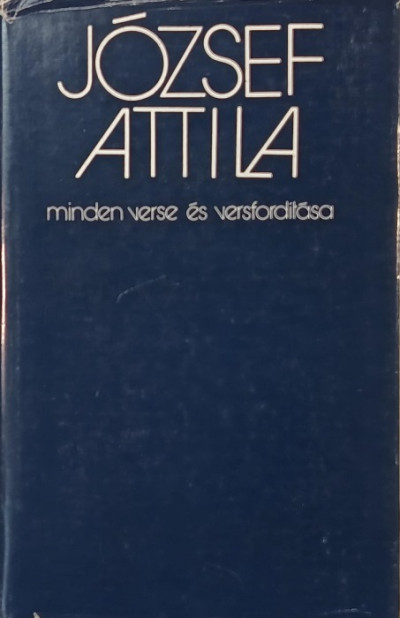 JÓZSEF
ATTILA
minden verse és versfordítása